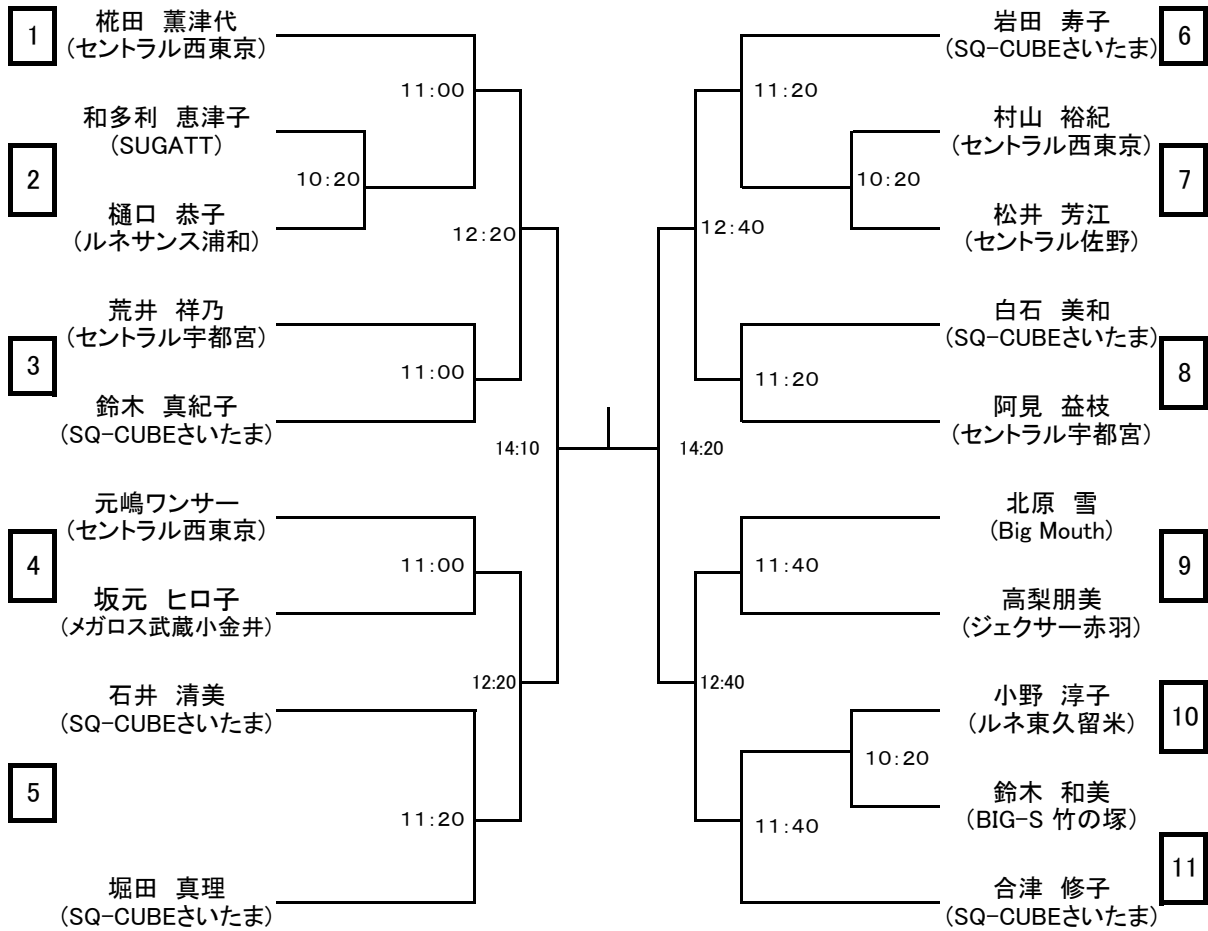 1
椛田　薫津代
(セントラル西東京)
11:00
和多利　恵津子
(SUGATT)
2
10:20
樋口　恭子
(ルネサンス浦和)
12:20
荒井　祥乃
(セントラル宇都宮)
3
11:00
鈴木　真紀子
(SQ-CUBEさいたま)
14:10
元嶋ワンサー
(セントラル西東京)
4
11:00
坂元　ヒロ子
(メガロス武蔵小金井)
12:20
石井　清美
(SQ-CUBEさいたま)
5
11:20
堀田　真理
(SQ-CUBEさいたま)
岩田　寿子
(SQ-CUBEさいたま)
6
11:20
村山　裕紀
(セントラル西東京)
7
10:20
松井　芳江
(セントラル佐野)
12:40
白石　美和
(SQ-CUBEさいたま)
8
11:20
阿見　益枝
(セントラル宇都宮)
14:20
北原　雪
(Big Mouth)
9
11:40
高梨朋美
(ジェクサー赤羽)
12:40
小野　淳子
(ルネ東久留米)
10
10:20
鈴木　和美
(BIG-S 竹の塚)
11:40
11
合津　修子
(SQ-CUBEさいたま)